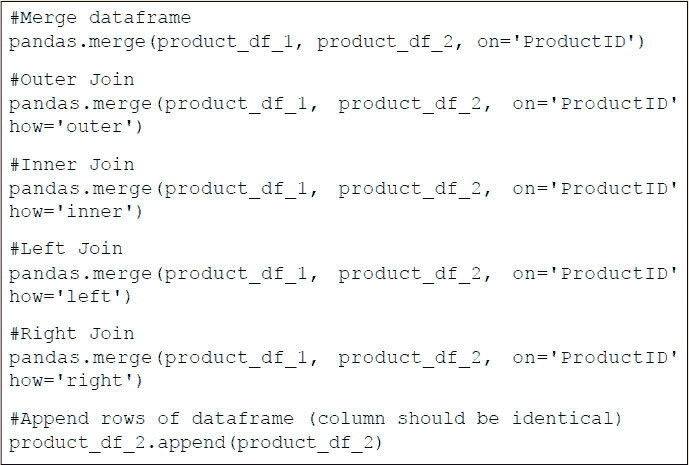 #Merge dataframe
pandas.merge(product_df_1, product_df_2, on='ProductID')
#Outer Join
pandas.merge(product_df_1, product_df_2, on='ProductID'
how='outer')
#Inner Join
pandas.merge(product_df_1, product_df_2, on='ProductID'
how='inner')
#Left Join
pandas.merge(product_df_1, product_df_2, on='ProductID'
how='left')
#Right Join
pandas.merge(product_df_1, product_df_2, on='ProductID'
how='right')
#Append rows of dataframe (column should be identical)
product_df_2.append(product_df_2)